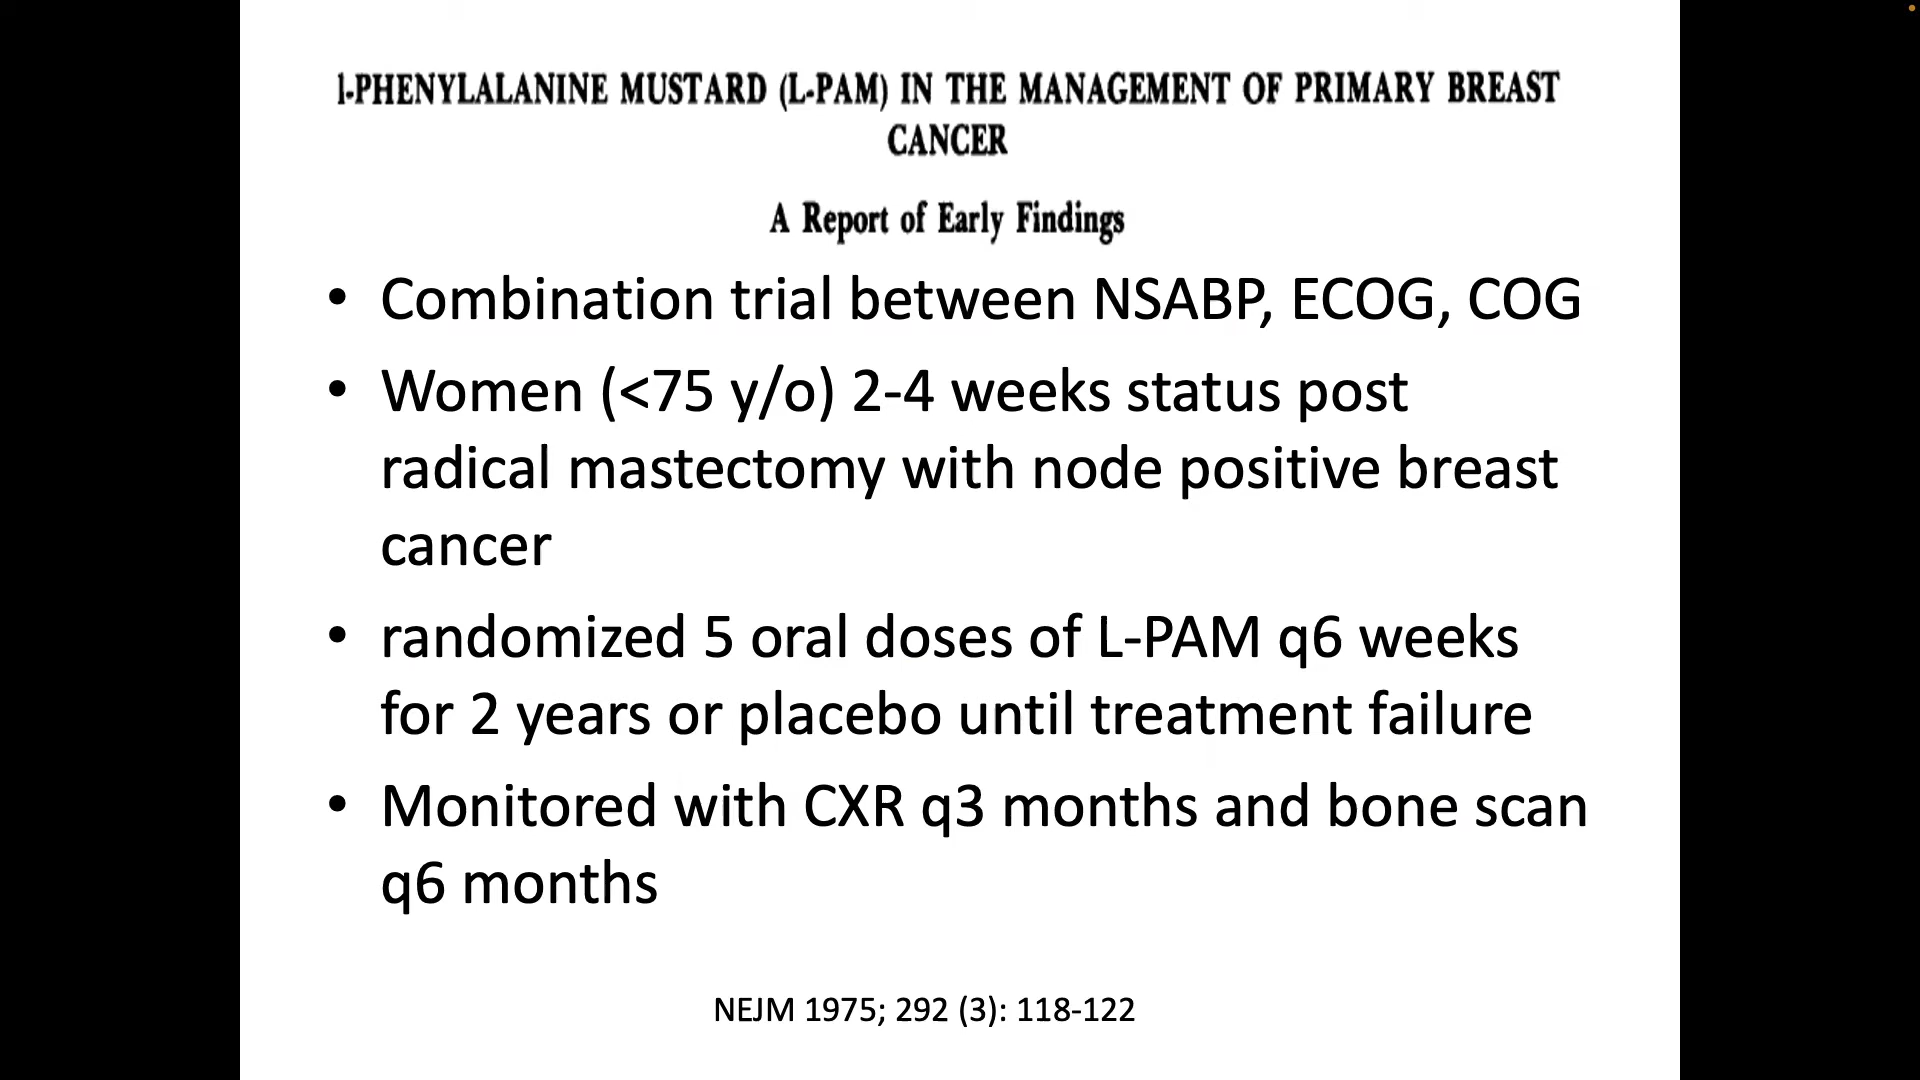 l-PHENYLALANINE MUSTARD (L-PAM) IN THE MANAGEMENT OF PRIMARY BREAST
CANCER
A Report of Early Findings
• Combination trial between NSABP, ECOG, COG
• Women (<75 y/o) 2-4 weeks status post
radical mastectomy with node positive breast
cancer
• randomized 5 oral doses of L-PAM q6 weeks
for 2 years or placebo until treatment failure
• Monitored with CXR q3 months and bone scan
q6 months
NEJM 1975; 292 (3): 118-122